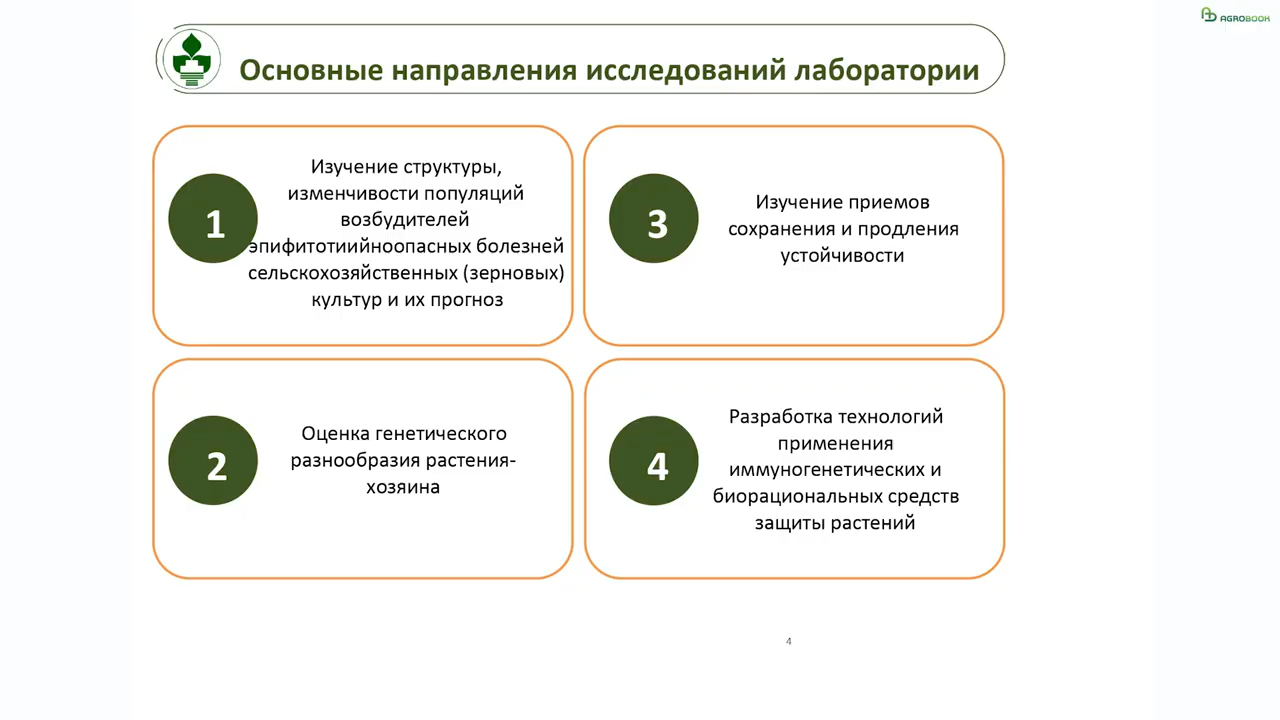 AGROBOOK
Основные направления исследований лаборатории
1
Изучение структуры,
изменчивости популяций
возбудителей
эпифитотиийноопасных болезней
сельскохозяйственных (зерновых)
культур и их прогноз
2
Оценка генетического
разнообразия растения-
хозяина
3
Изучение приемов
сохранения и продления
устойчивости
4
Разработка технологий
применения
иммуногенетических и
биорациональных средств
защиты растений
4